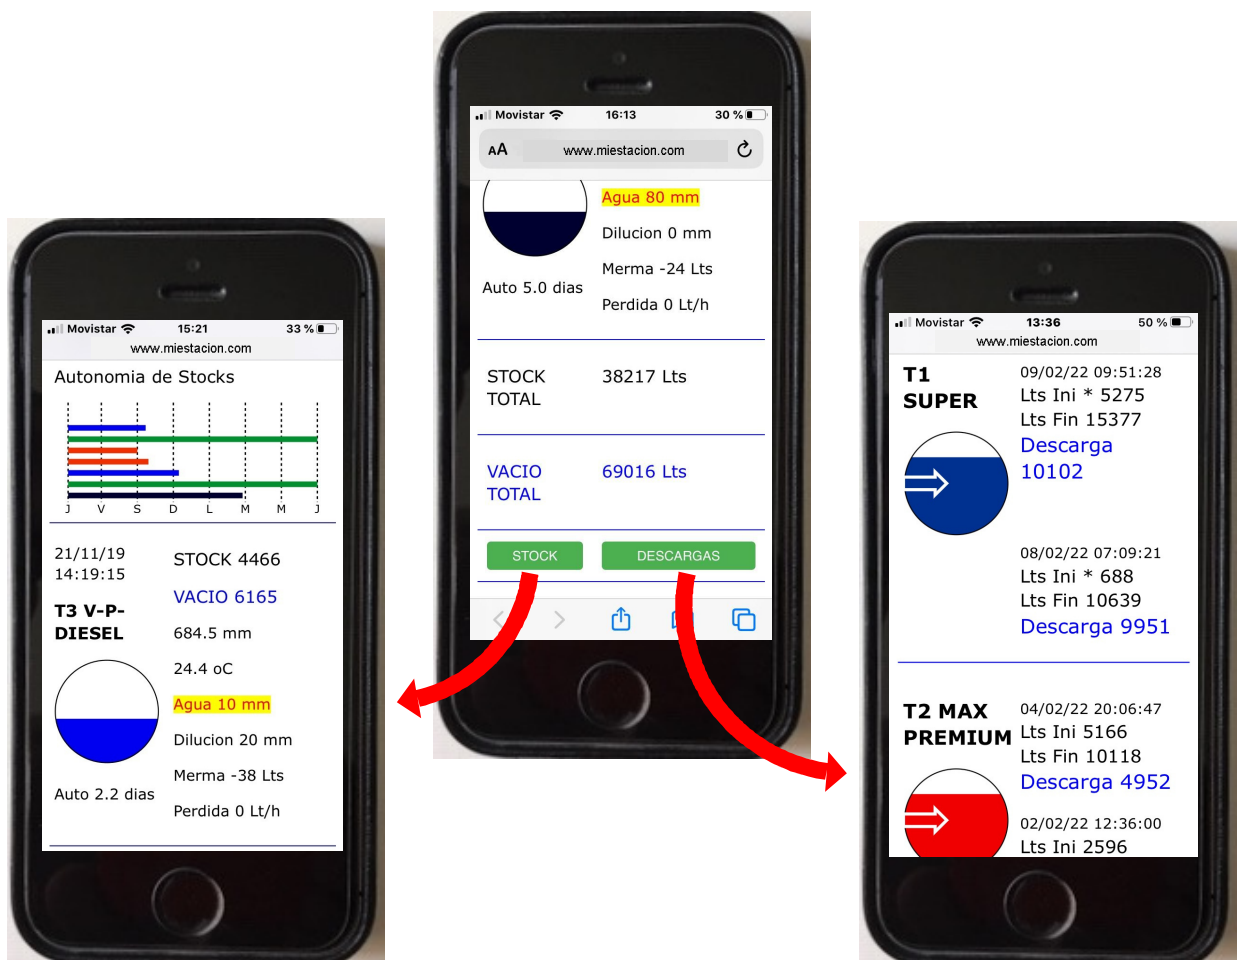 Movistar 15:21 33 %
www.miestacion.com
Autonomia de Stocks
J V S D L M M J
21/11/19
14:19:15
T3 V-P-
DIESEL
Auto 2.2 dias
STOCK 4466
VACIO 6165
684.5 mm
24.4 oC
Agua 10 mm
Dilucion 20 mm
Merma -38 Lts
Perdida 0 Lt/h
Movistar 16:13 30 %
AA www.miestacion.com
Auto 5.0 dias
Agua 80 mm
Dilucion 0 mm
Merma -24 Lts
Perdida 0 Lt/h
STOCK
TOTAL
38217 Lts
VACIO
TOTAL
69016 Lts
STOCK DESCARGAS
Movistar 13:36 50 %
www.miestacion.com
T1
SUPER
09/02/22 09:51:28
Lts Ini * 5275
Lts Fin 15377
Descarga
10102
08/02/22 07:09:21
Lts Ini * 688
Lts Fin 10639
Descarga 9951
T2 MAX
PREMIUM
04/02/22 20:06:47
Lts Ini 5166
Lts Fin 10118
Descarga 4952
02/02/22 12:36:00
Lts Ini 2596